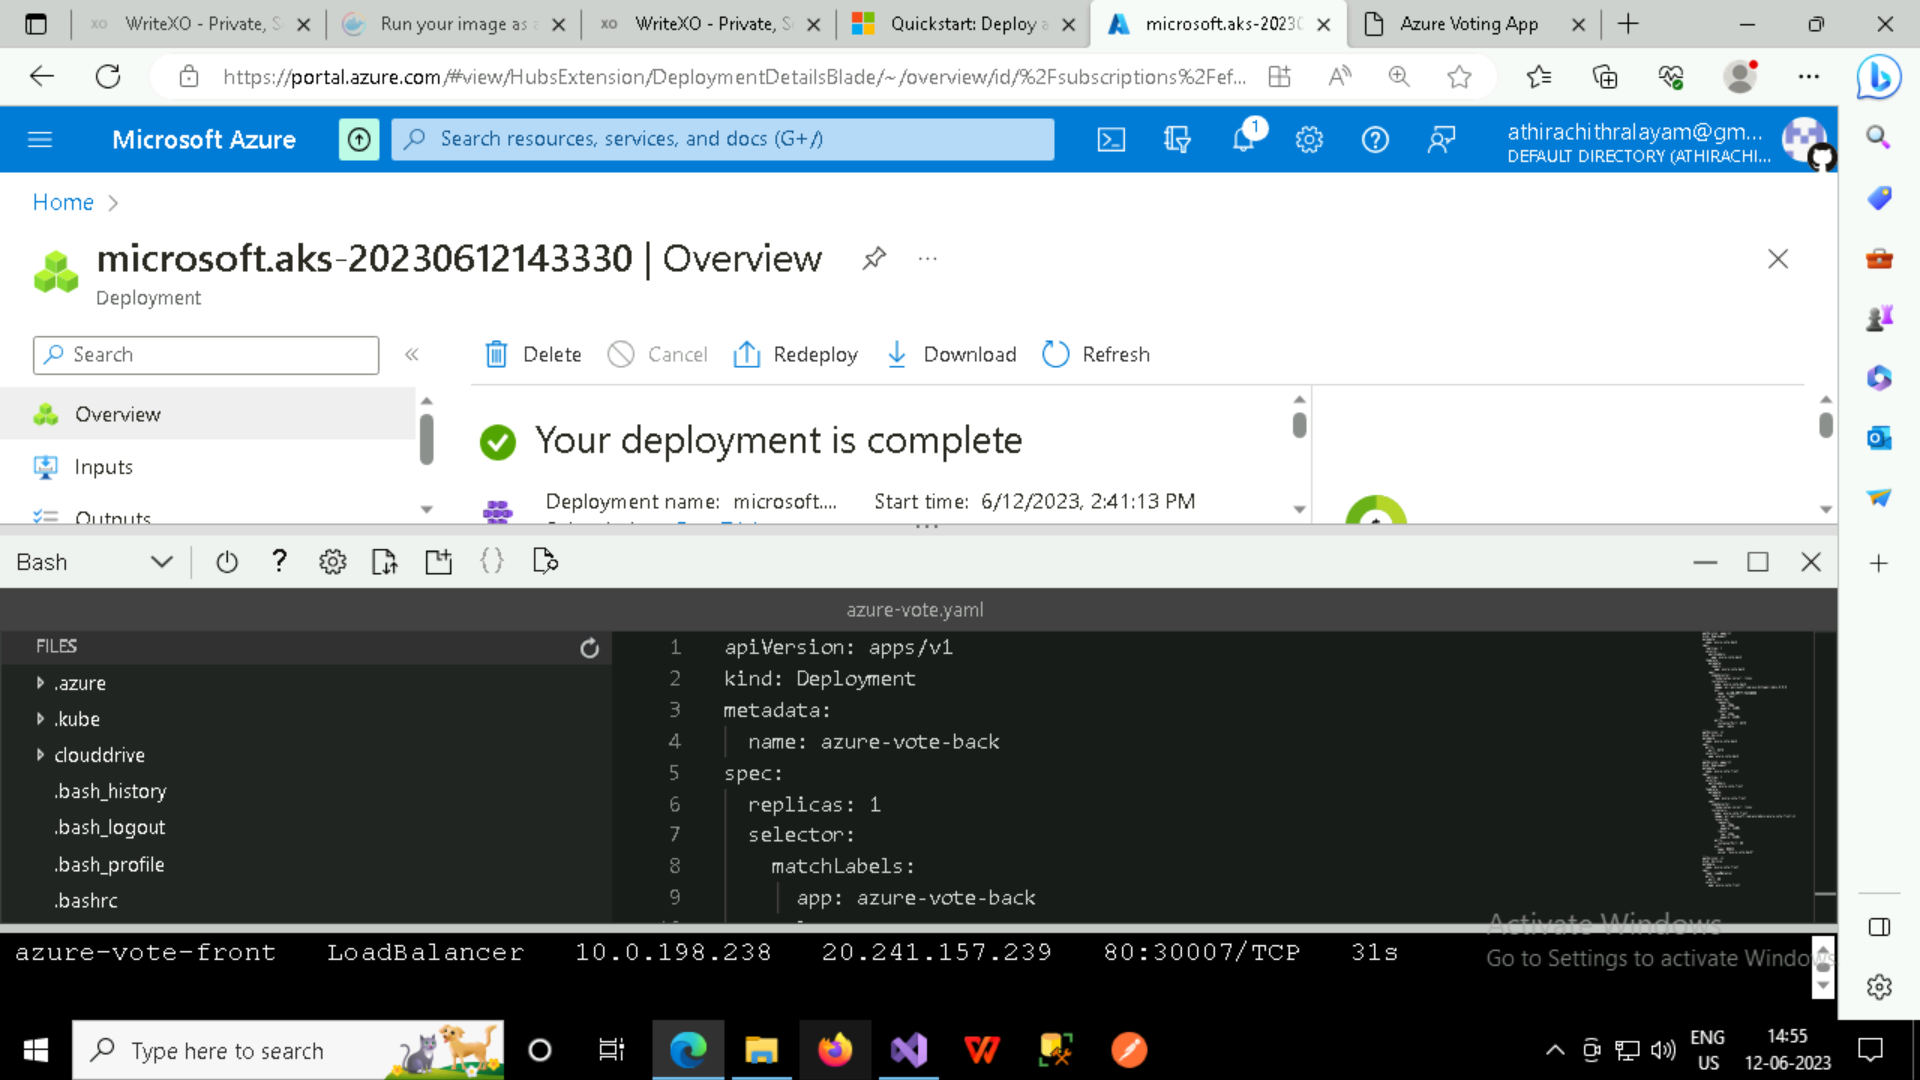 WriteXO - Private, S
Run your image as a
WriteXO - Private, S
Quickstart: Deploy a
microsoft.aks-20230
Azure Voting App
https://portal.azure.com/#view/HubsExtension/DeploymentDetailsBlade/~/overview/id/%2Fsubscriptions%2Fef...
Microsoft Azure
Search resources, services, and docs (G+/)
1
athirachithralayam@gm...
DEFAULT DIRECTORY (ATHIRACHI...
Home
microsoft.aks-20230612143330 | Overview
Deployment
Search
Delete
Cancel
Redeploy
Download
Refresh
Overview
Inputs
Outputs
Your deployment is complete
Deployment name: microsoft....
Start time: 6/12/2023, 2:41:13 PM
Bash
azure-vote.yaml
FILES
.azure
.kube
clouddrive
.bash_history
.bash_logout
.bash_profile
.bashrc
1 apiVersion: apps/v1
2 kind: Deployment
3 metadata:
4 name: azure-vote-back
5 spec:
6 replicas: 1
7 selector:
8 matchLabels:
9 app: azure-vote-back
azure-vote-front LoadBalancer 10.0.198.238 20.241.157.239 80:30007/TCP 31s
Activate Windows
Go to Settings to activate Windows
Type here to search
ENG
US
14:55
12-06-2023